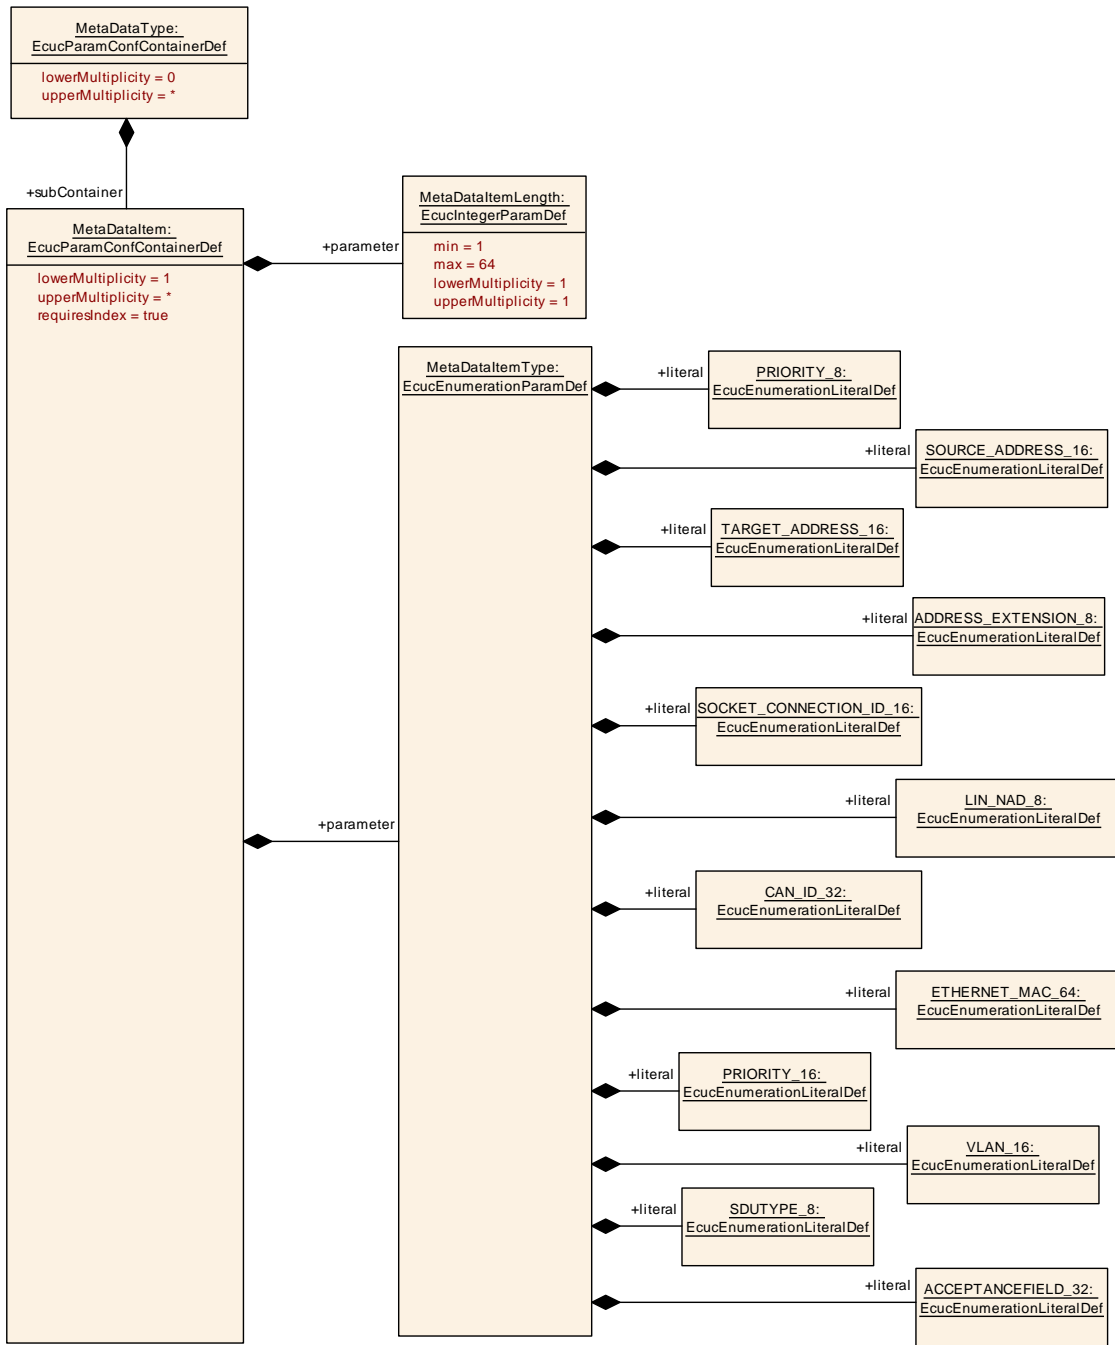 MetaDataType:
EcucParamConfContainerDef
lowerMultiplicity = 0
upperMultiplicity = *
+subContainer
MetaDataItem:
EcucParamConfContainerDef
lowerMultiplicity = 1
upperMultiplicity = *
requiresIndex = true
+parameter
MetaDataItemLength:
EcucIntegerParamDef
min = 1
max = 64
lowerMultiplicity = 1
upperMultiplicity = 1
+parameter
MetaDataItemType:
EcucEnumerationParamDef
+literal
PRIORITY_8:
EcucEnumerationLiteralDef
+literal
SOURCE_ADDRESS_16:
EcucEnumerationLiteralDef
+literal
TARGET_ADDRESS_16:
EcucEnumerationLiteralDef
+literal
ADDRESS_EXTENSION_8:
EcucEnumerationLiteralDef
+literal
SOCKET_CONNECTION_ID_16:
EcucEnumerationLiteralDef
+literal
LIN_NAD_8:
EcucEnumerationLiteralDef
+literal
CAN_ID_32:
EcucEnumerationLiteralDef
+literal
ETHERNET_MAC_64:
EcucEnumerationLiteralDef
+literal
PRIORITY_16:
EcucEnumerationLiteralDef
+literal
VLAN_16:
EcucEnumerationLiteralDef
+literal
SDUTYPE_8:
EcucEnumerationLiteralDef
+literal
ACCEPTANCEFIELD_32:
EcucEnumerationLiteralDef